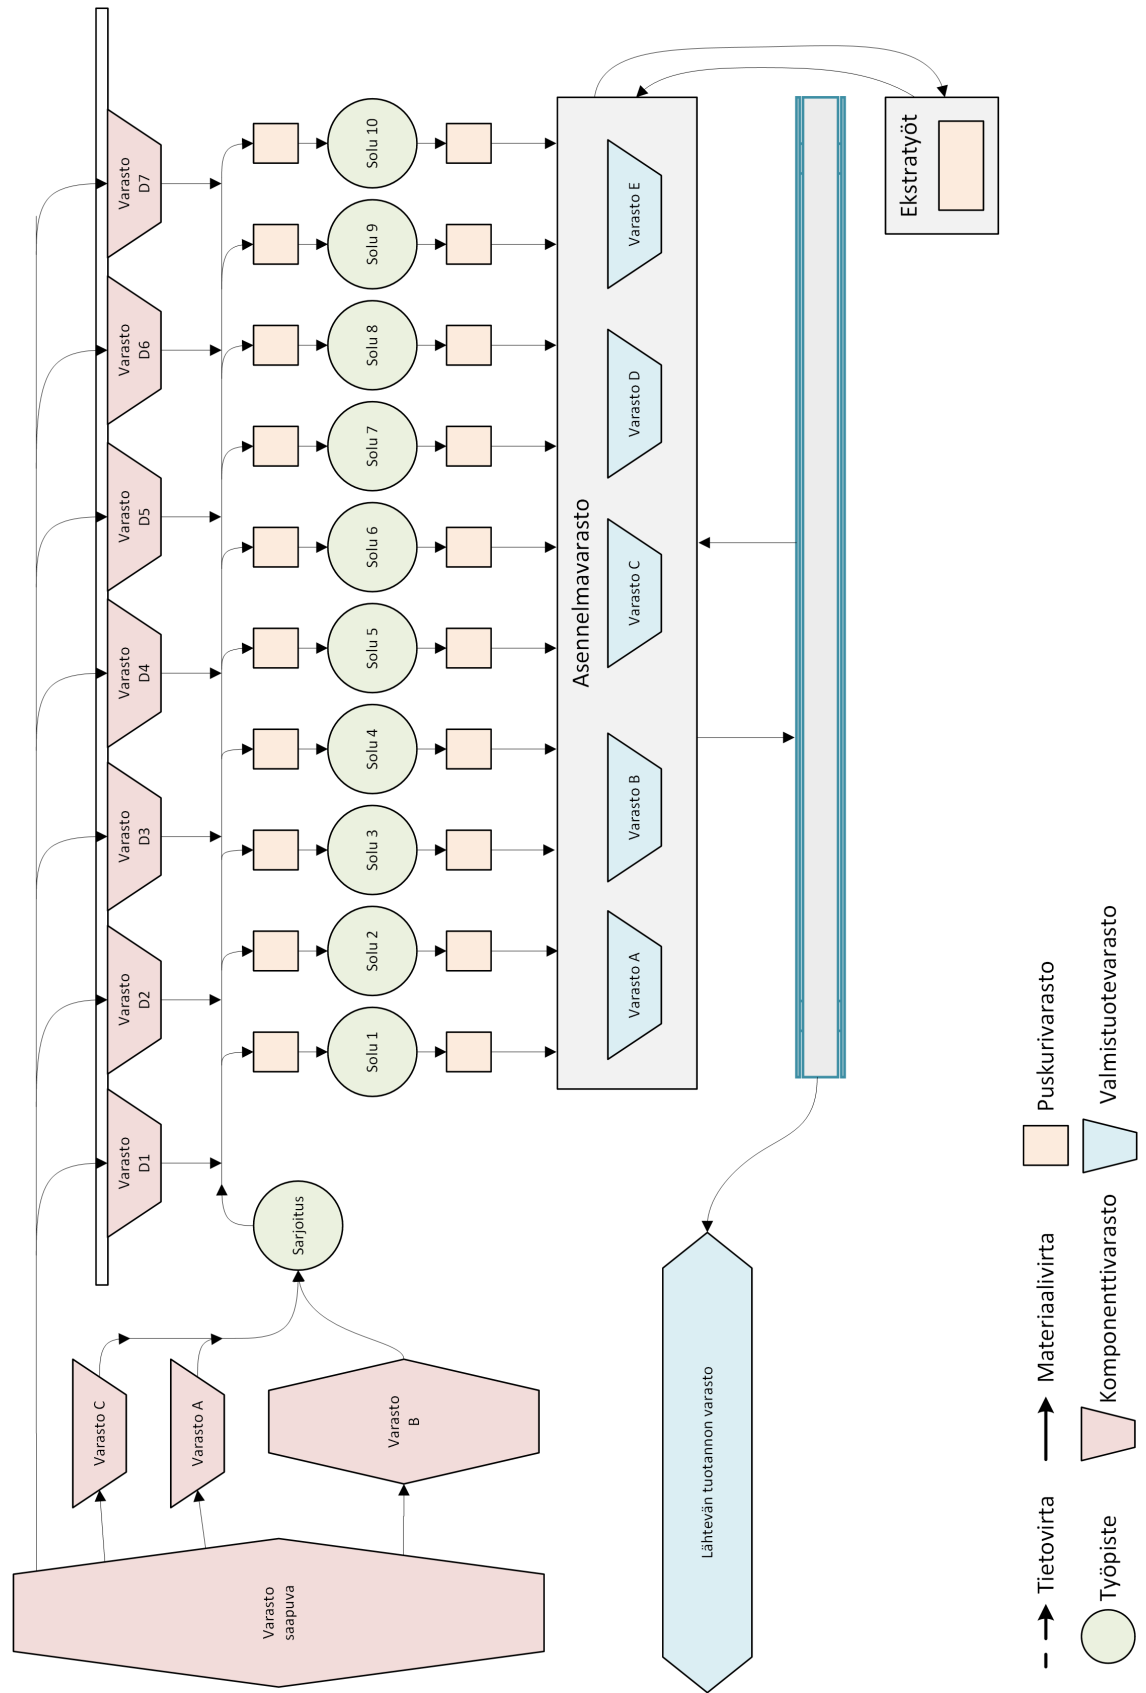 Varasto
saapuva
Varasto C
Varasto A
Varasto
B
Sarjoitus
Varasto
D1
Varasto
D2
Varasto
D3
Varasto
D4
Varasto
D5
Varasto
D6
Varasto
D7
Solu 1
Solu 2
Solu 3
Solu 4
Solu 5
Solu 6
Solu 7
Solu 8
Solu 9
Solu 10
Asennelmavarasto
Varasto A
Varasto B
Varasto C
Varasto D
Varasto E
Ekstratyöt
Lähtevän tuotannon varasto
Tietovirta
Materiaalivirta
Puskurivarasto
Työpiste
Komponenttivarasto
Valmistuotevarasto